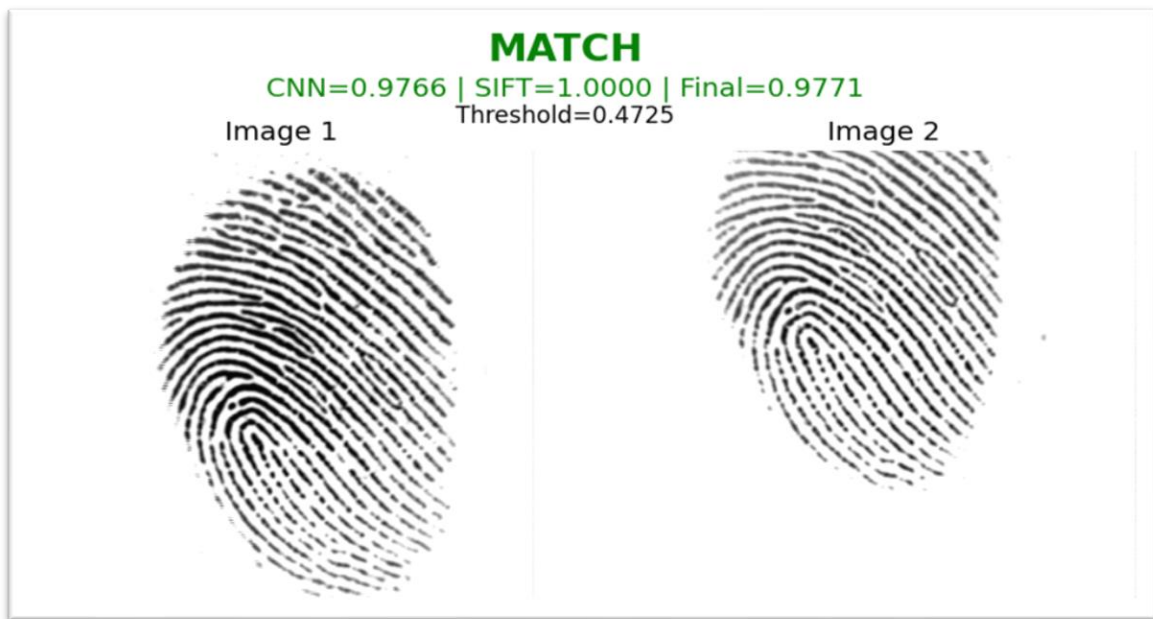 MATCH
CNN=0.9766 | SIFT=1.0000 | Final=0.9771
Threshold=0.4725
Image 1
Image 2